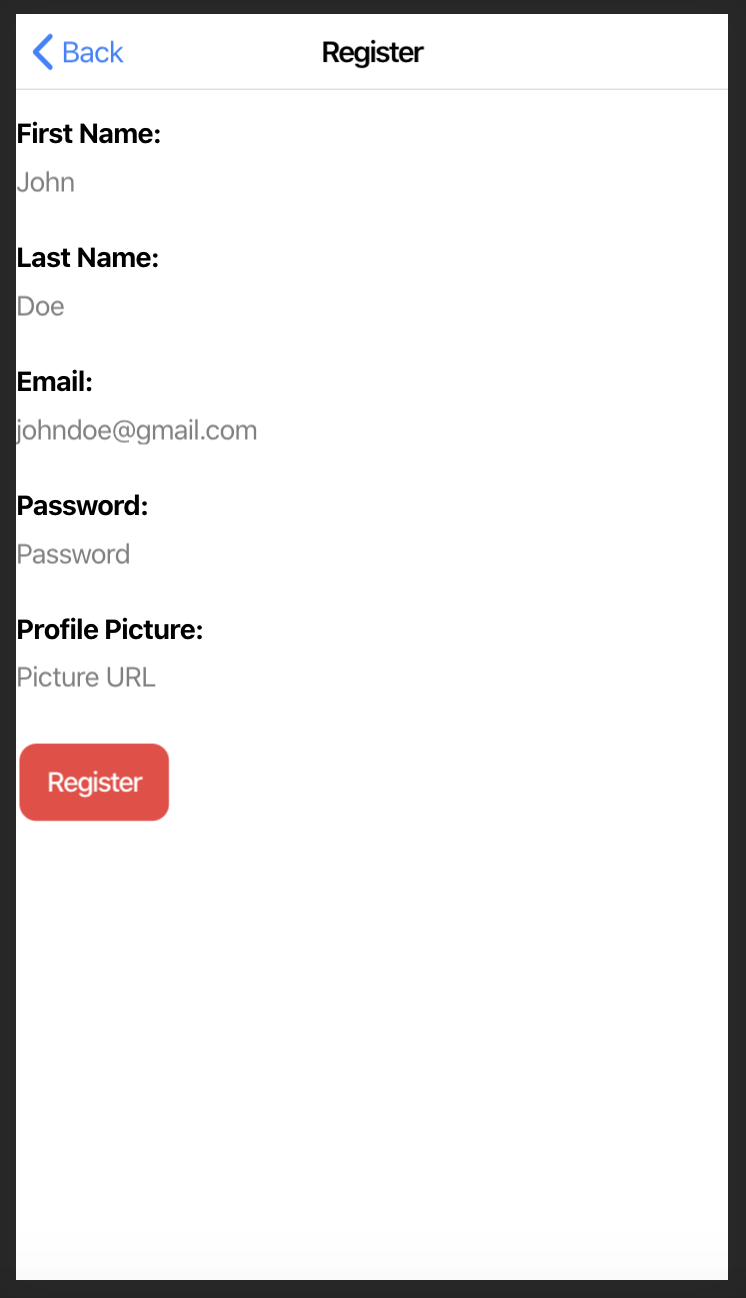 Back
Register
First Name:
John
Last Name:
Doe
Email:
johndoe@gmail.com
Password:
Password
Profile Picture:
Picture URL
Register